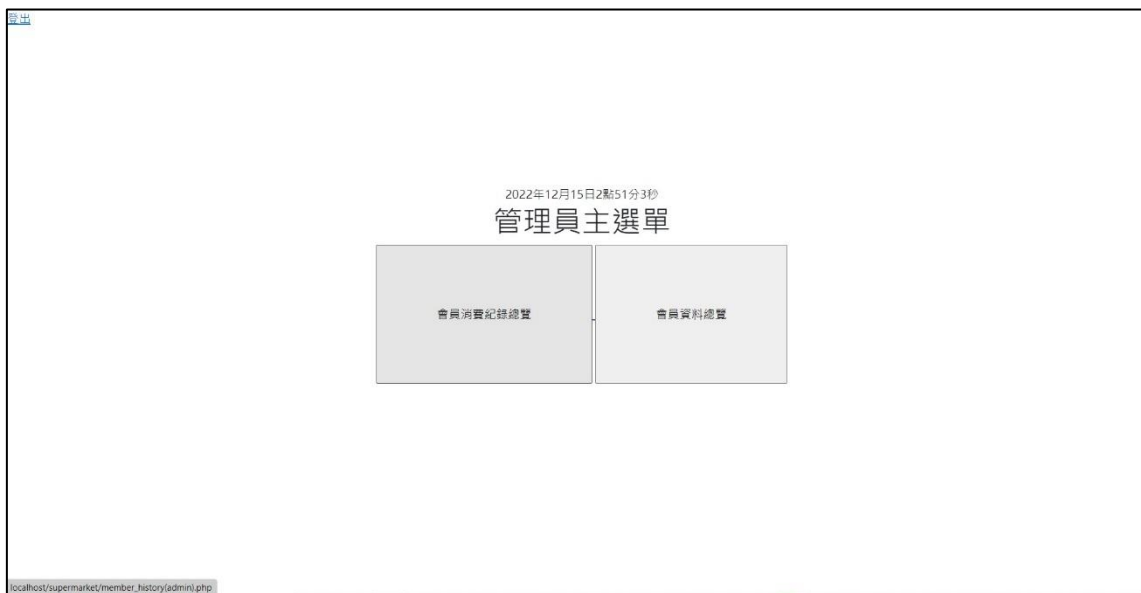 登出
2022年12月15日2點51分3秒
管理員主選單
會員消費紀錄總覽
會員資料總覽
localhost/supermarket/member_history(admin).php